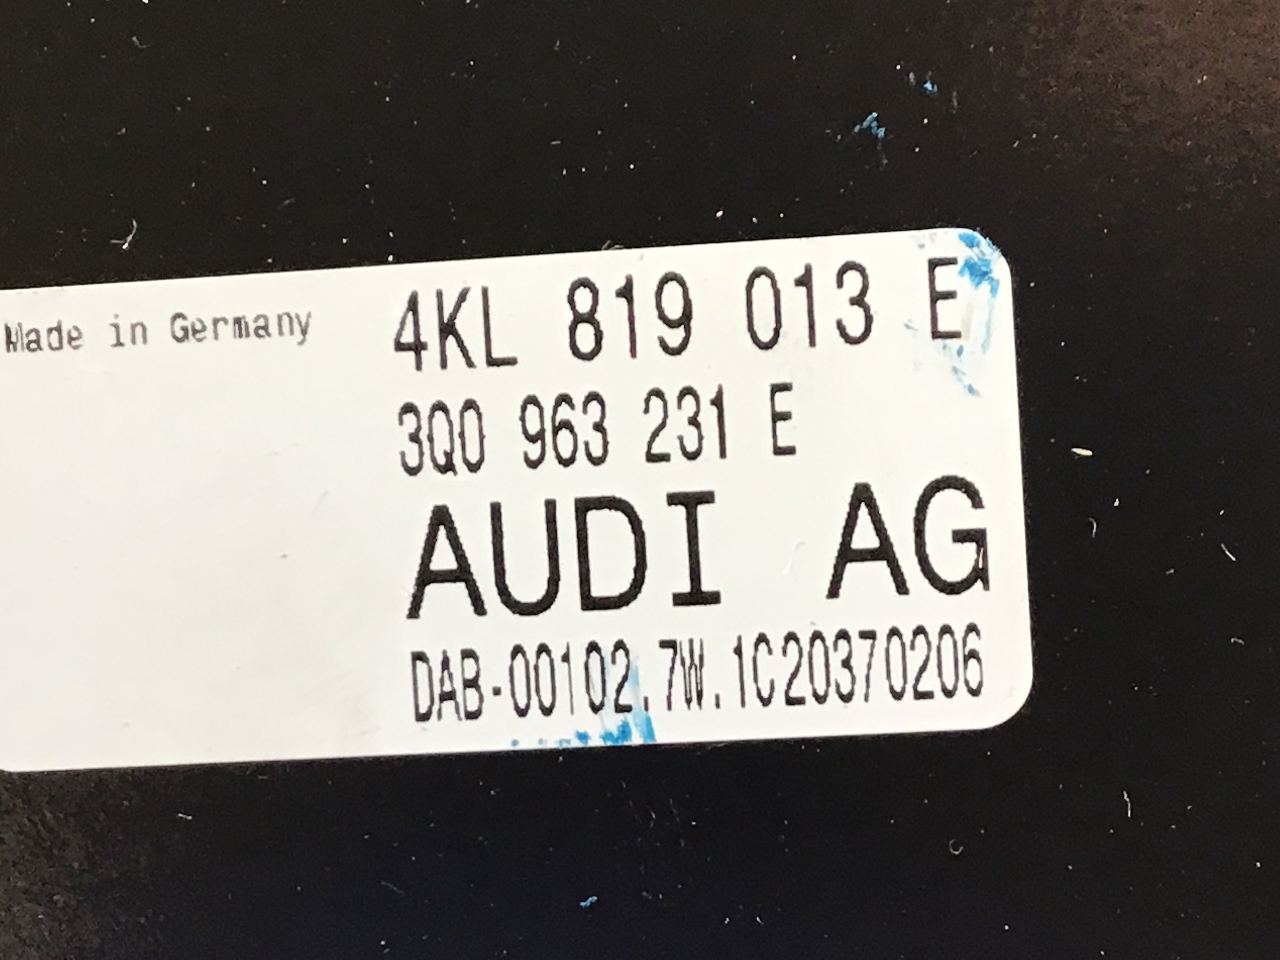 Made in Germany
4KL 819 013 E
3Q0 963 231 E
AUDI AG
DAB-00102.7W.1C20370206